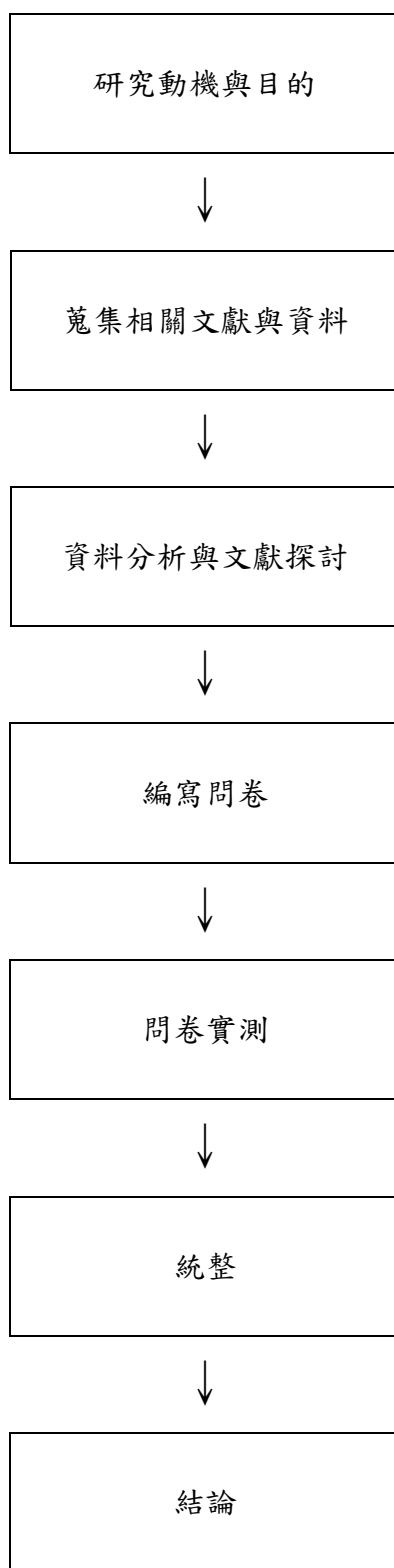 研究動機與目的
↓
蒐集相關文獻與資料
↓
資料分析與文獻探討
↓
編寫問卷
↓
問卷實測
↓
統整
↓
結論